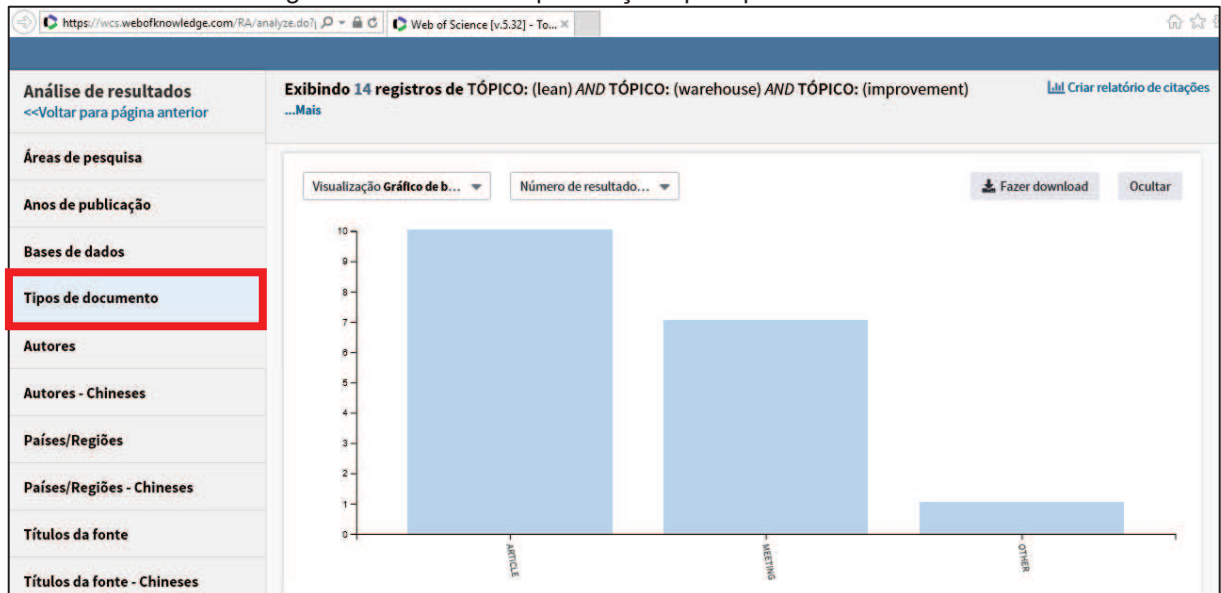 https://wcs.webofknowledge.com/RA/analyze.do?
Web of Science [v.5.32] - To...
Análise de resultados
<<Voltar para página anterior
Áreas de pesquisa
Anos de publicação
Bases de dados
Tipos de documento
Autores
Autores - Chineses
Países/Regiões
Países/Regiões - Chineses
Títulos da fonte
Títulos da fonte - Chineses
Exibindo 14 registros de TÓPICO: (lean) AND TÓPICO: (warehouse) AND TÓPICO: (improvement)
...Mais
Criar relatório de citações
Visualização Gráfico de b...
Número de resultado...
Fazer download
Ocultar
10
9
8
7
6
5
4
3
2
1
0
ARTICLE
MEETING
OTHER